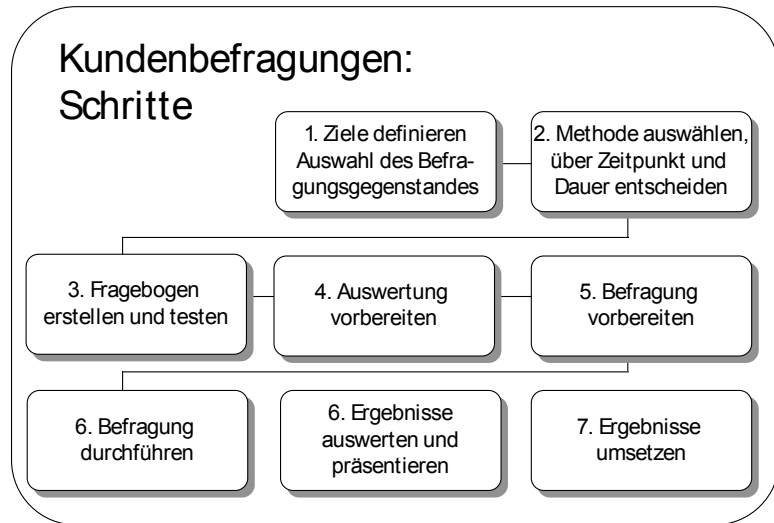 Kundenbefragungen:
Schritte
1. Ziele definieren
Auswahl des Befra-
gungsgegenstandes
2. Methode auswählen,
über Zeitpunkt und
Dauer entscheiden
3. Fragebogen
erstellen und testen
4. Auswertung
vorbereiten
5. Befragung
vorbereiten
6. Befragung
durchführen
6. Ergebnisse
auswerten und
präsentieren
7. Ergebnisse
umsetzen